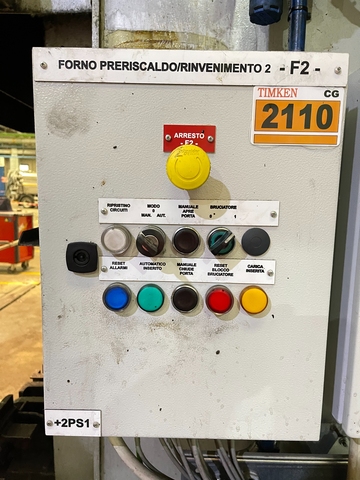 FORNO PRERISCALDO/RINVENIMENTO 2 - F2 -
TIMKEN CG
2110
ARRESTO
- F2 -
RIPRISTINO MODO MANUALE BRUCIATORE
CIRCUITI 0 APRE
MAN. AUT. PORTA 0 1
RESET AUTOMATICO MANUALE RESET CARICA
ALLARMI INSERITO CHIUDE BLOCCO INSERITA
PORTA BRUCIATORE
+2PS1